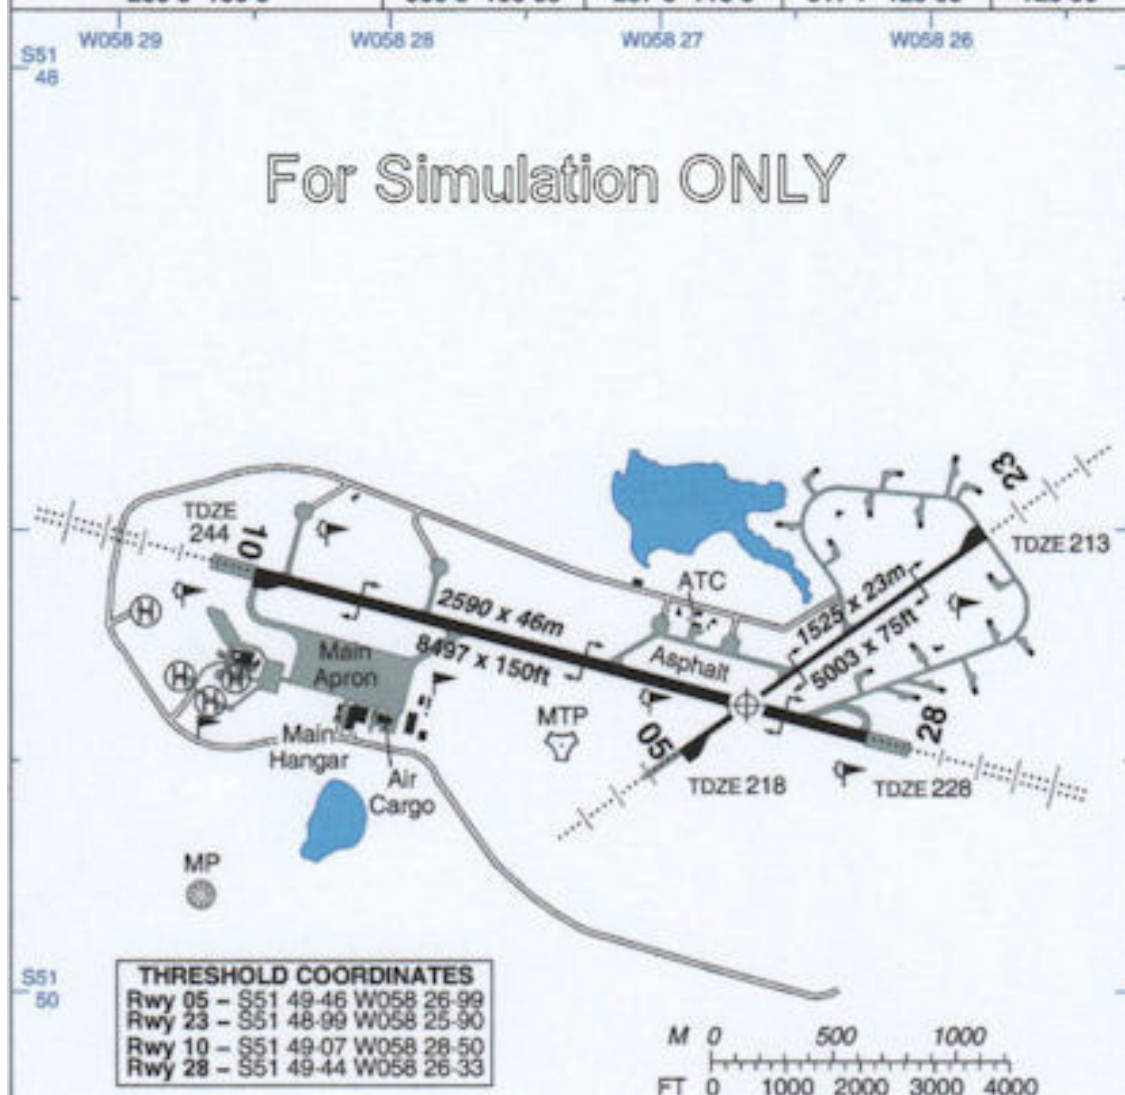 W058 29
W058 28
W058 27
W058 26
S51
48
For Simulation ONLY
23
TDZE
244
10
TDZE 213
ATC
2590 x 46m
8497 x 150ft
1525 x 23m
5003 x 75ft
Asphalt
H
H
H
H
Main
Apron
MTP
05
28
Main
Hangar
Air
Cargo
TDZE 218
TDZE 228
MP
S51
50
THRESHOLD COORDINATES
Rwy 05 – S51 49·46 W058 26·99
Rwy 23 – S51 48·99 W058 25·90
Rwy 10 – S51 49·07 W058 28·50
Rwy 28 – S51 49·44 W058 26·33
M 0 500 1000
FT 0 1000 2000 3000 4000